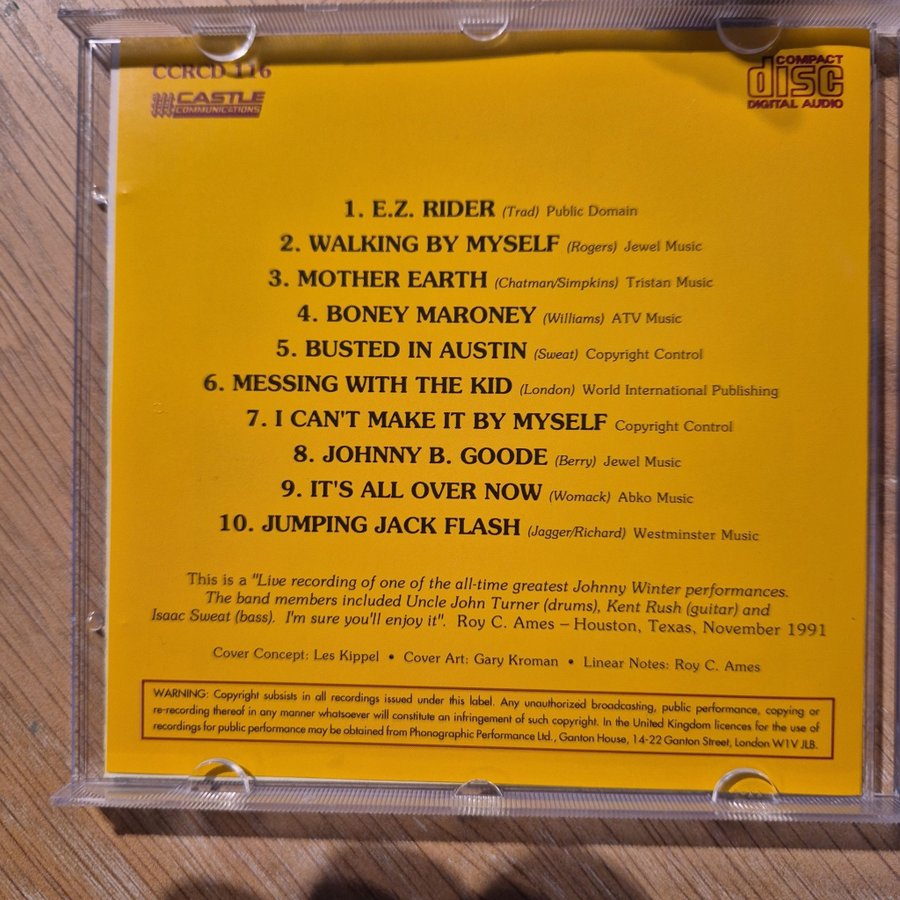 CCRCD 116
CASTLE
COMMUNICATIONS
COMPACT
disc
DIGITAL AUDIO
1. E.Z. RIDER (Trad) Public Domain
2. WALKING BY MYSELF (Rogers) Jewel Music
3. MOTHER EARTH (Chatman/Simpkins) Tristan Music
4. BONEY MARONEY (Williams) ATV Music
5. BUSTED IN AUSTIN (Sweat) Copyright Control
6. MESSING WITH THE KID (London) World International Publishing
7. I CAN'T MAKE IT BY MYSELF Copyright Control
8. JOHNNY B. GOODE (Berry) Jewel Music
9. IT'S ALL OVER NOW (Womack) Abko Music
10. JUMPING JACK FLASH (Jagger/Richard) Westminster Music
This is a "Live recording of one of the all-time greatest Johnny Winter performances.
The band members included Uncle John Turner (drums), Kent Rush (guitar) and
Isaac Sweat (bass). I'm sure you'll enjoy it". Roy C. Ames – Houston, Texas, November 1991
Cover Concept: Les Kippel • Cover Art: Gary Kroman • Linear Notes: Roy C. Ames
WARNING: Copyright subsists in all recordings issued under this label. Any unauthorized broadcasting, public performance, copying or
re-recording thereof in any manner whatsoever will constitute an infringement of such copyright. In the United Kingdom licences for the use of
recordings for public performance may be obtained from Phonographic Performance Ltd., Ganton House, 14-22 Ganton Street, London W1V JLB.